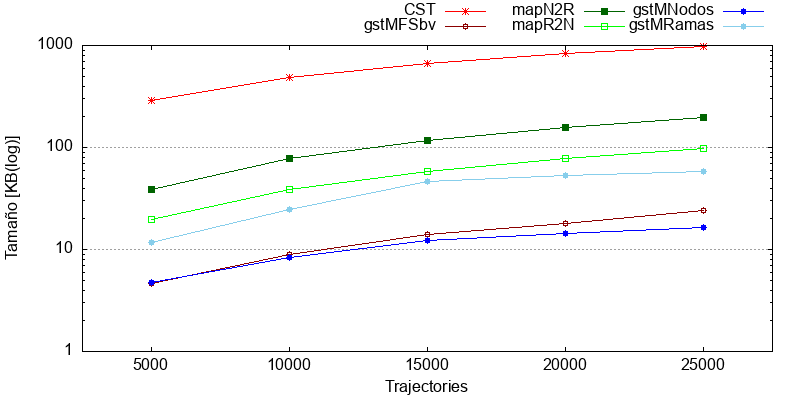 CST mapN2R gstMNodos
gstMFSbv mapR2N gstMRamas
1000
100
10
1
Tamaño [KB(log)]
5000 10000 15000 20000 25000
Trajectories